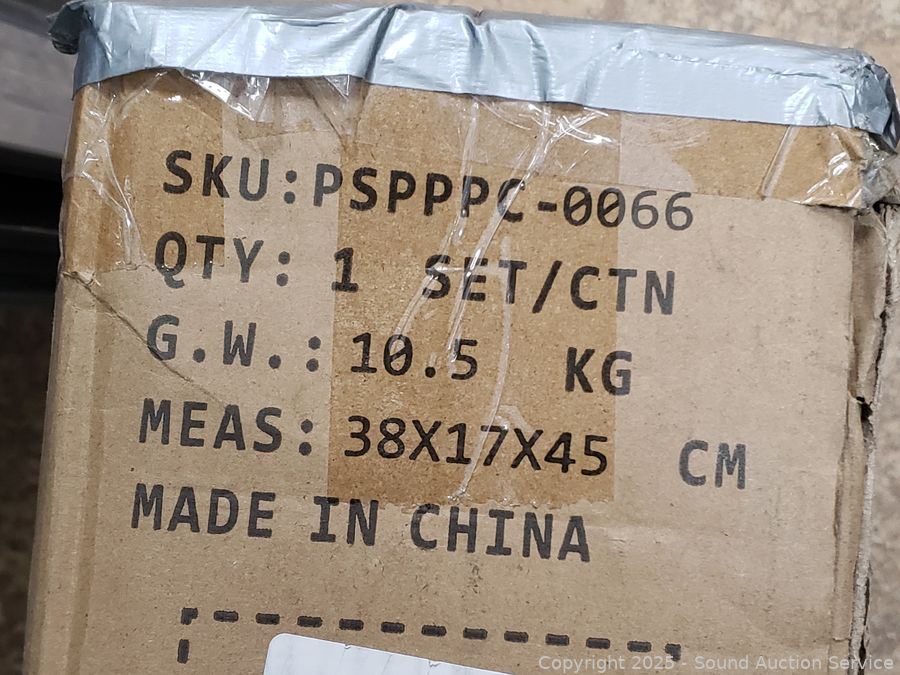 SKU:PSPPPC-0066
QTY: 1 SET/CTN
G.W.: 10.5 KG
MEAS: 38X17X45 CM
MADE IN CHINA
Copyright 2025 - Sound Auction Service